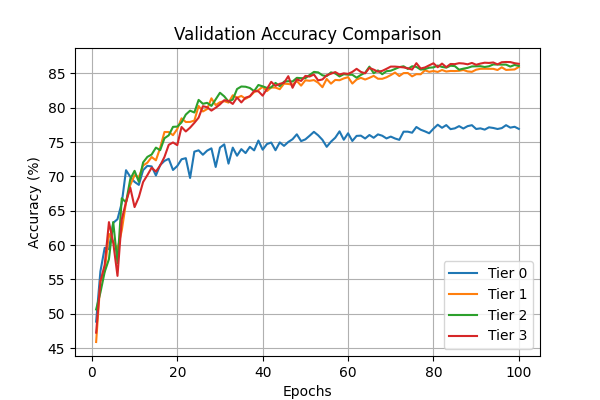 Validation Accuracy Comparison
Accuracy (%)
85
80
75
70
65
60
55
50
45
0 20 40 60 80 100
Epochs
Tier 0
Tier 1
Tier 2
Tier 3